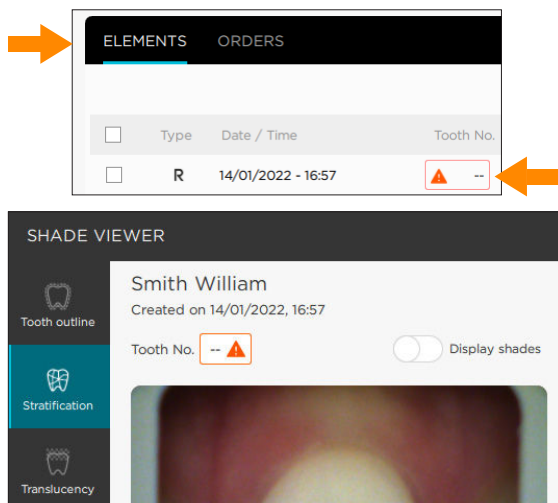 ELEMENTS ORDERS
Type Date / Time Tooth No.
R 14/01/2022 - 16:57 --
SHADE VIEWER
Smith William
Created on 14/01/2022, 16:57
Tooth outline
Tooth No. -- Display shades
Stratification
Translucency